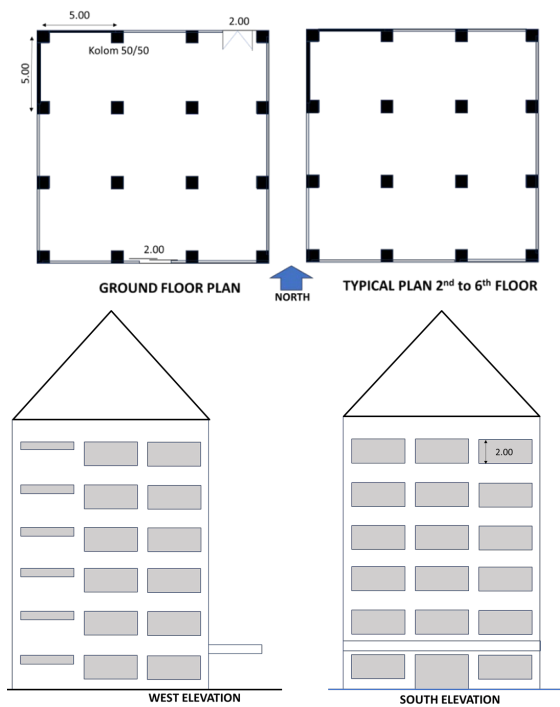 5.00
2.00
Kolom 50/50
5.00
2.00
GROUND FLOOR PLAN
NORTH
TYPICAL PLAN 2nd to 6th FLOOR
2.00
WEST ELEVATION
SOUTH ELEVATION